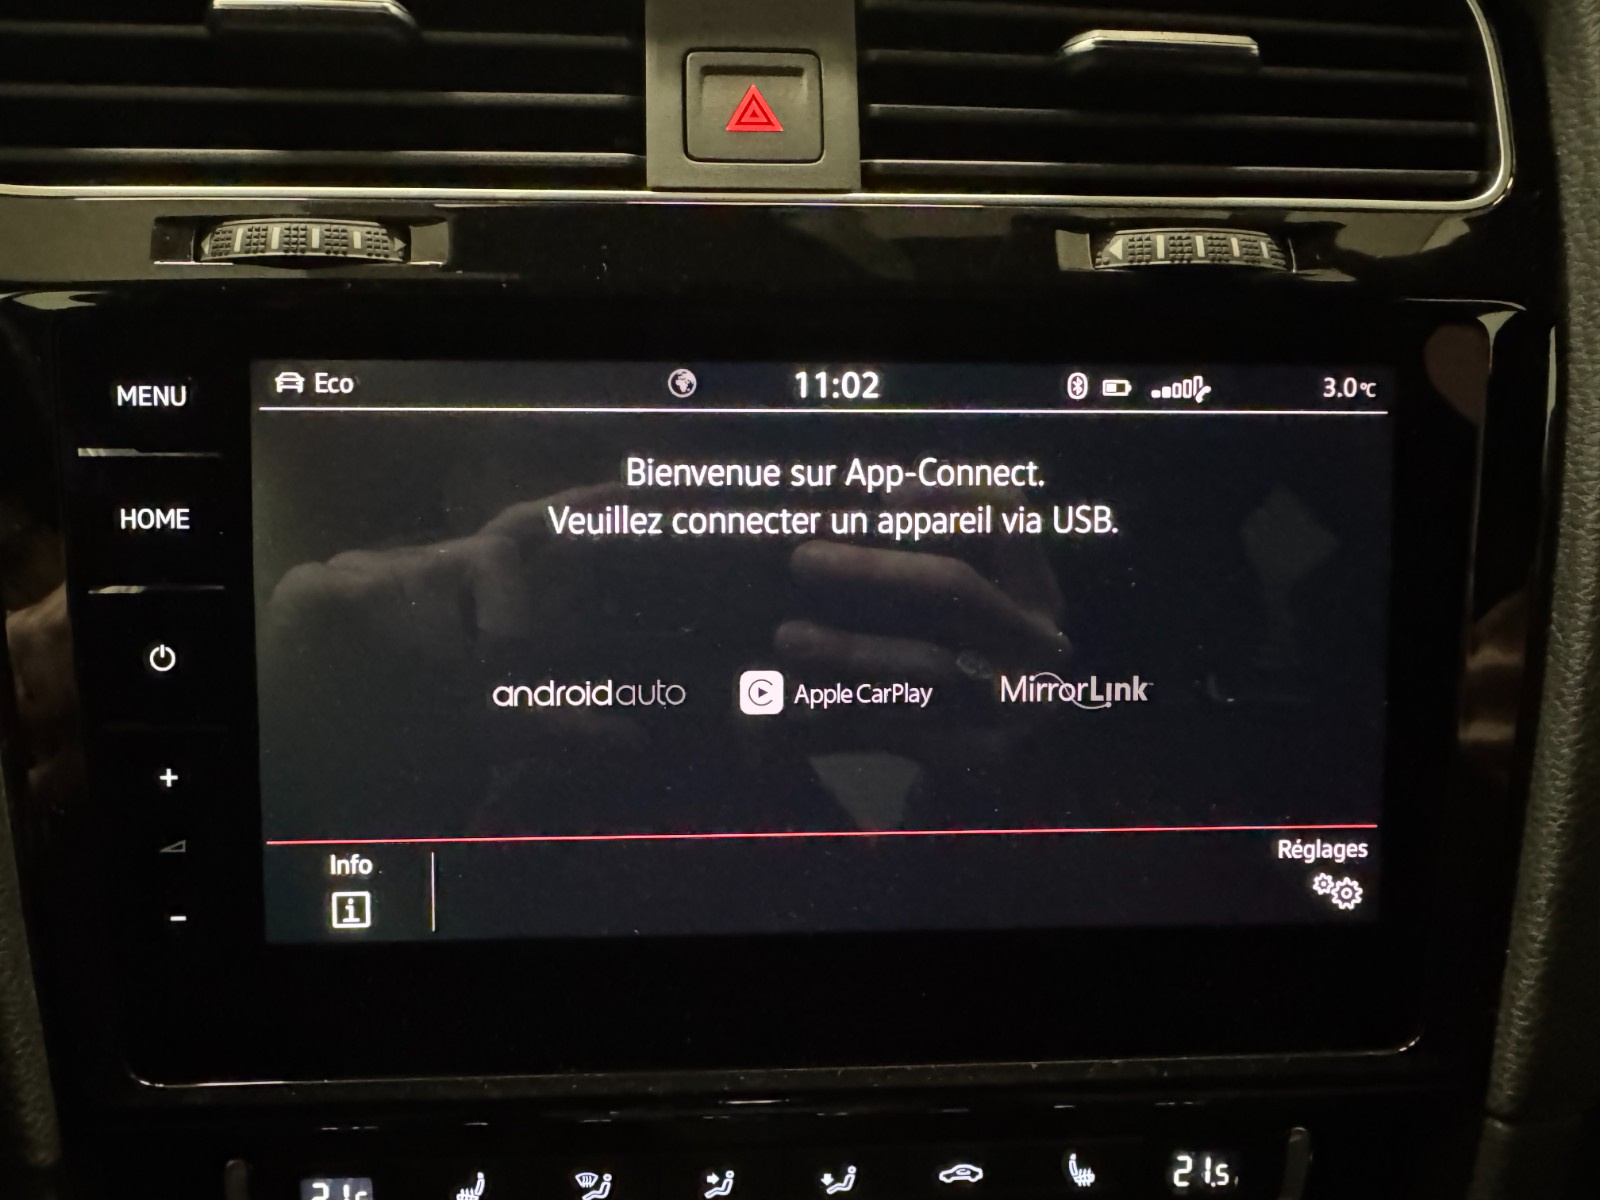 MENU
HOME
Eco
11:02
3.0°C
Bienvenue sur App-Connect.
Veuillez connecter un appareil via USB.
androidauto
Apple CarPlay
MirrorLink
Info
Réglages
21.5